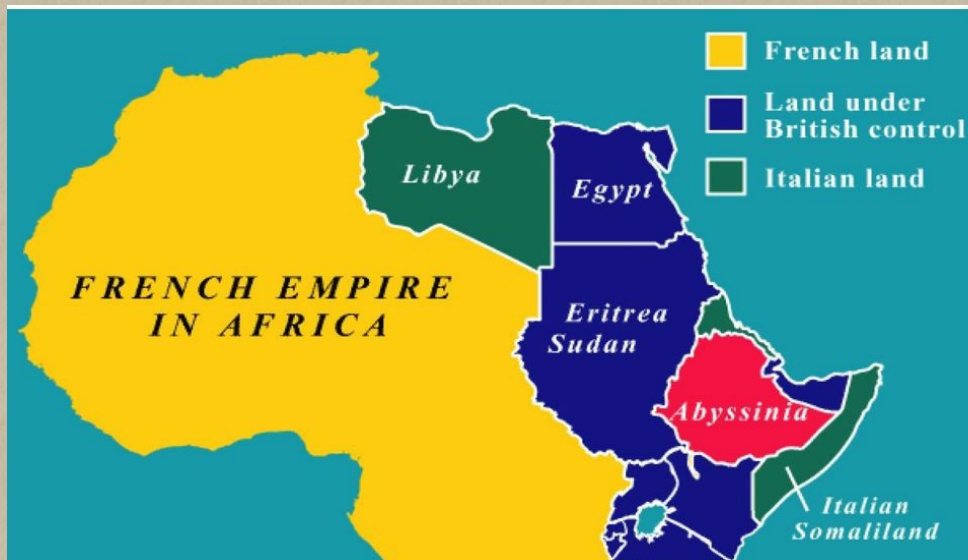 French land
Land under
British control
Italian land
Libya
Egypt
FRENCH EMPIRE
IN AFRICA
Eritrea
Sudan
Abyssinia
Italian
Somaliland